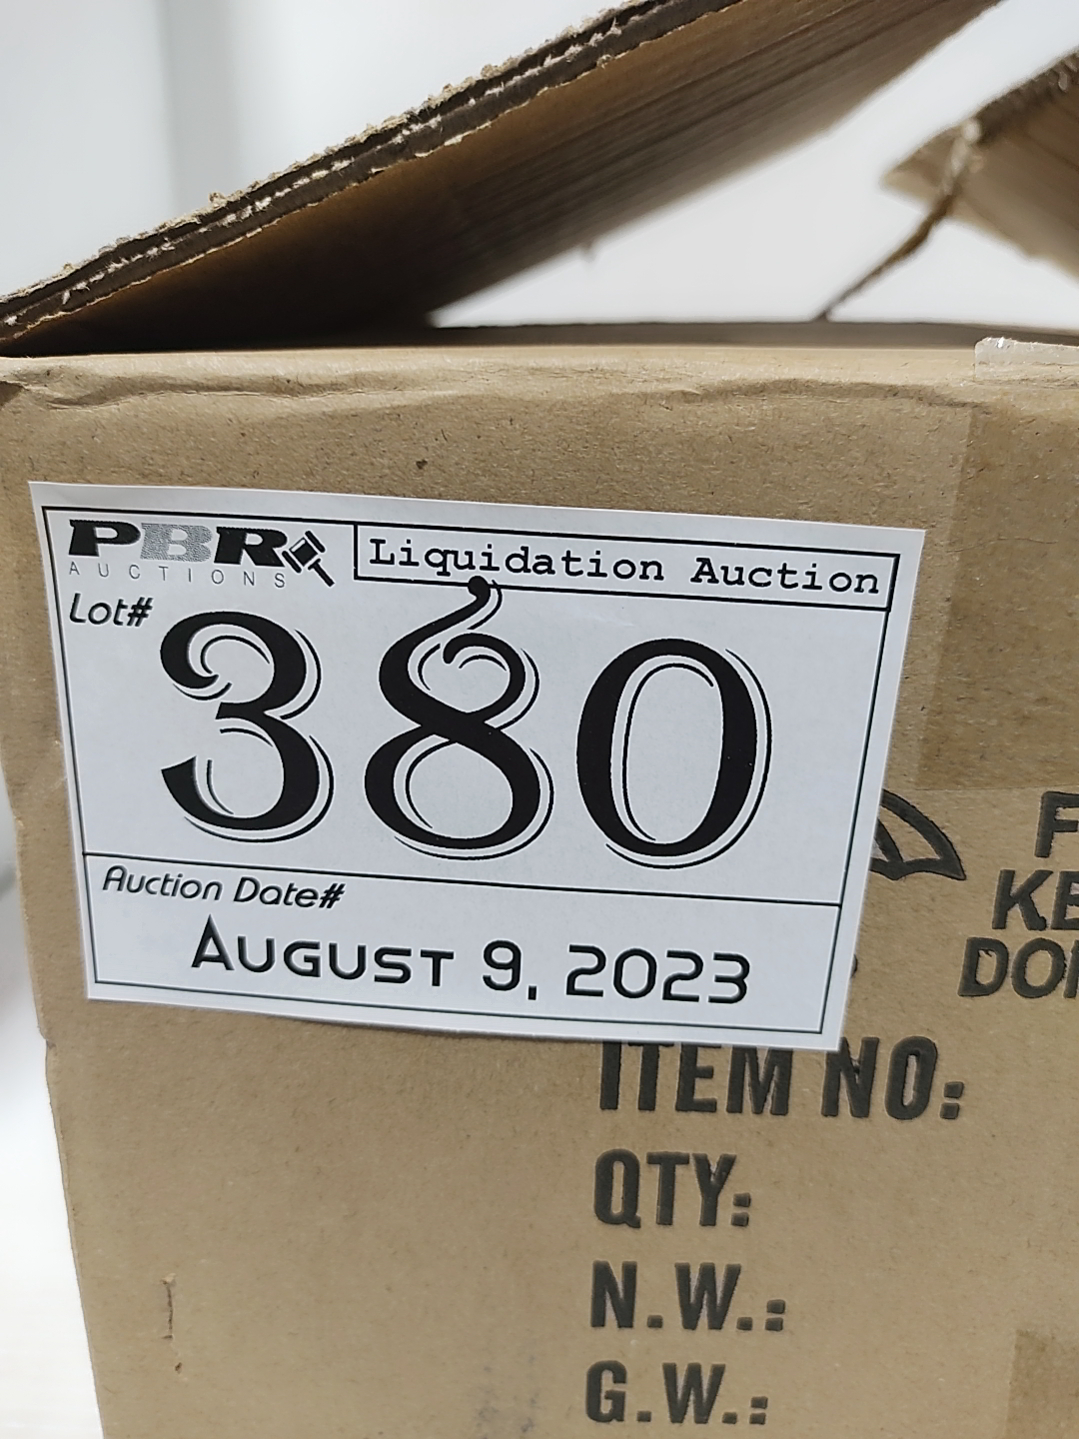 PBR
AUCTIONS
Liquidation Auction
Lot#
380
Auction Date#
AUGUST 9, 2023
ITEM NO:
QTY:
N.W.:
G.W.: